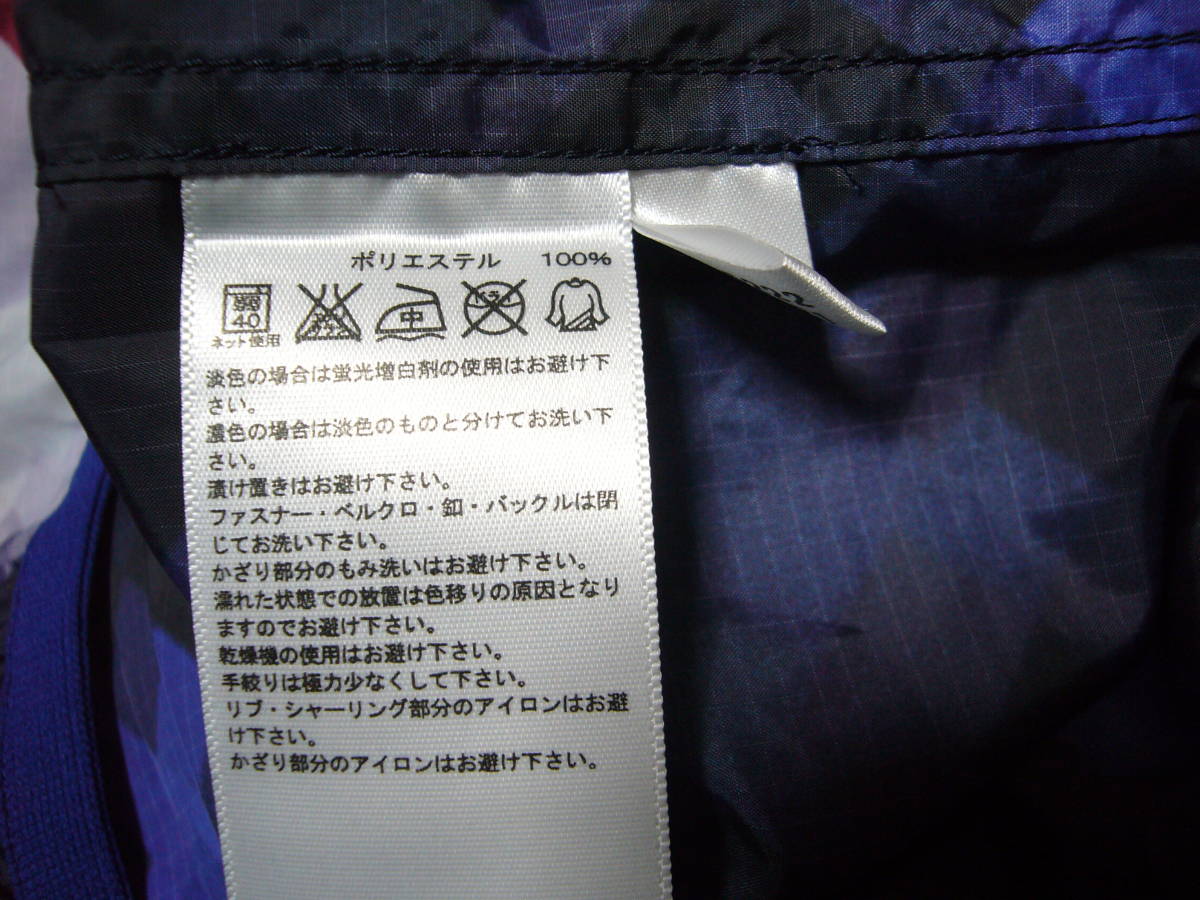 ポリエステル 100%
40
ネット使用
中
淡色の場合は蛍光増白剤の使用はお避け下
さい。
濃色の場合は淡色のものと分けてお洗い下
さい。
漬け置きはお避け下さい。
ファスナー・ベルクロ・釦・バックルは閉
じてお洗い下さい。
かざり部分のもみ洗いはお避け下さい。
濡れた状態での放置は色移りの原因となり
ますのでお避け下さい。
乾燥機の使用はお避け下さい。
手絞りは極力少なくして下さい。
リブ・シャーリング部分のアイロンはお避
け下さい。
かざり部分のアイロンはお避け下さい。